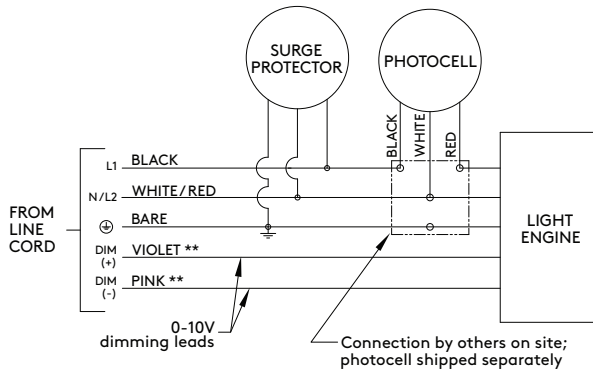 SURGE
PROTECTOR
PHOTOCELL
BLACK
WHITE
RED
FROM
LINE
CORD
L1 BLACK
N/L2 WHITE/RED
BARE
DIM
(+)
VIOLET **
DIM
(-)
PINK **
LIGHT
ENGINE
0-10V
dimming leads
Connection by others on site;
photocell shipped separately